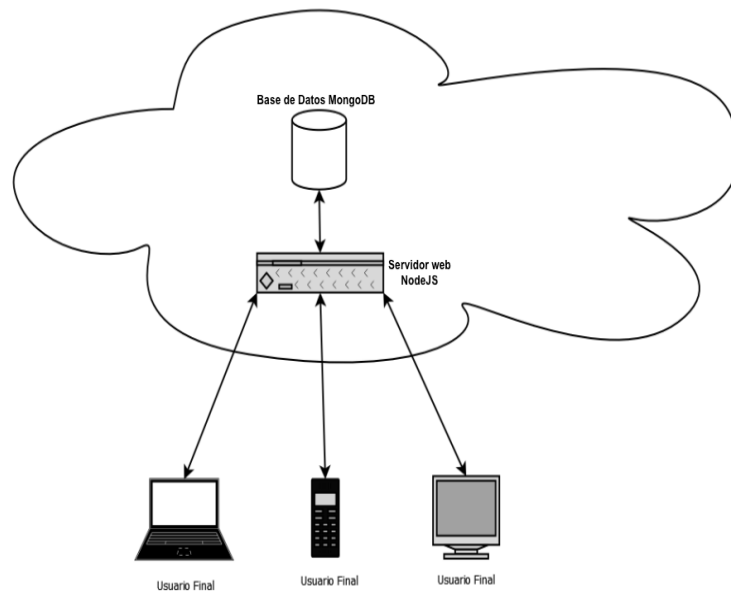 Base de Datos MongoDB
Servidor web
NodeJS
Usuario Final
Usuario Final
Usuario Final